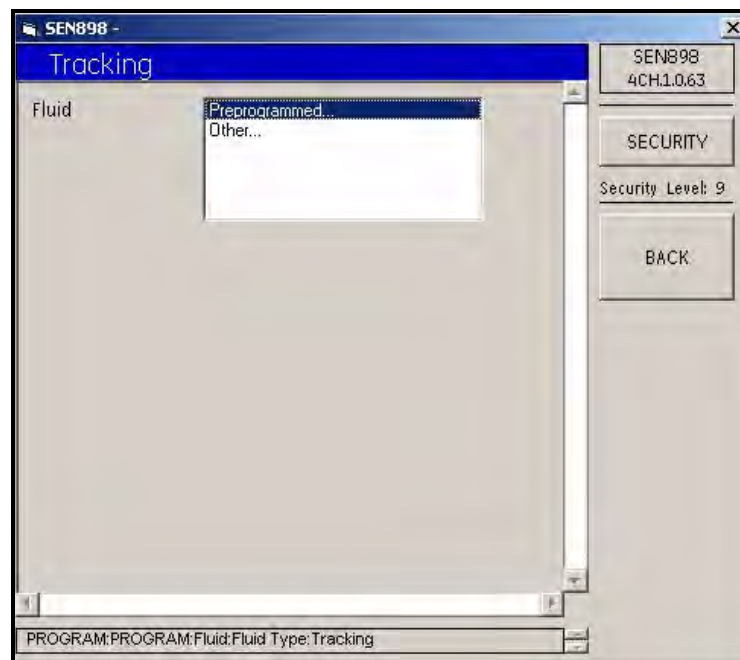 SEN898 -
Tracking
Fluid
Preprogrammed...
Other...
SEN898
4CH.1.0.63
SECURITY
Security Level: 9
BACK
PROGRAM:PROGRAM:Fluid:Fluid Type:Tracking